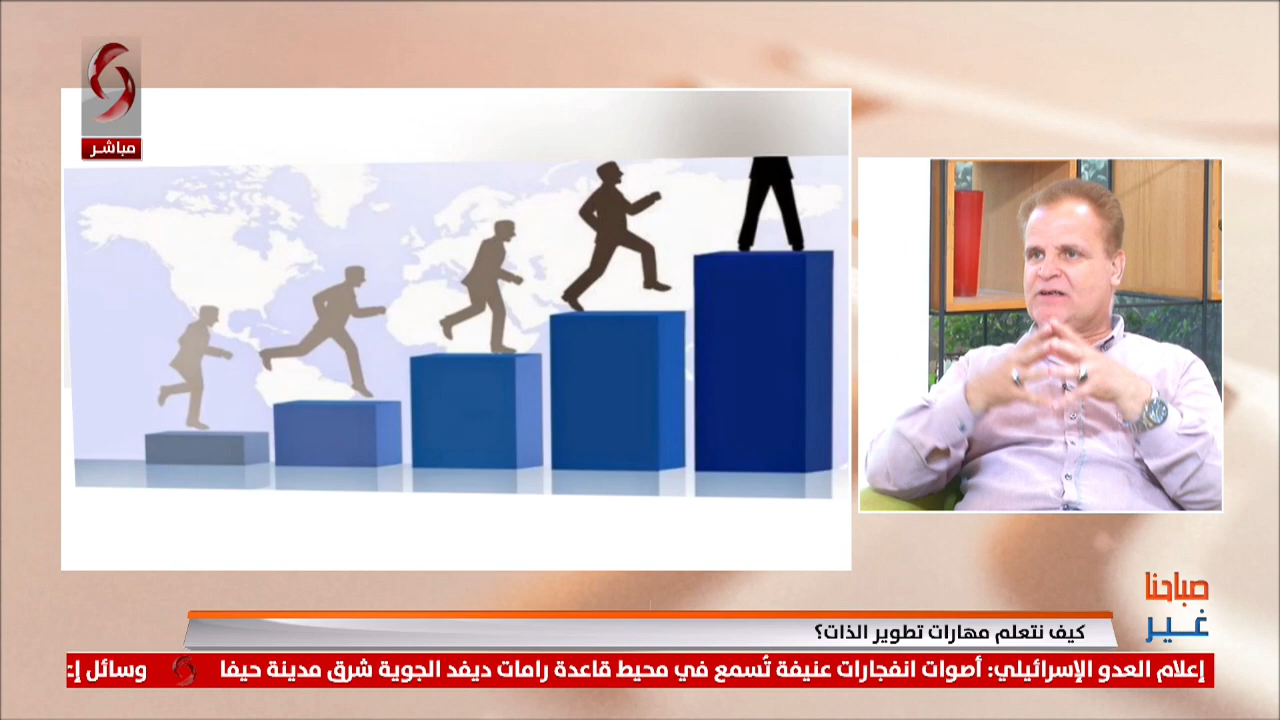 مباشر
صباحنا
غير
كيف نتعلم مهارات تطوير الذات؟
إعلام العدو الإسرائيلي: أصوات انفجارات عنيفة تُسمع في محيط قاعدة رامات ديفد الجوية شرق مدينة حيفا وسائل إع